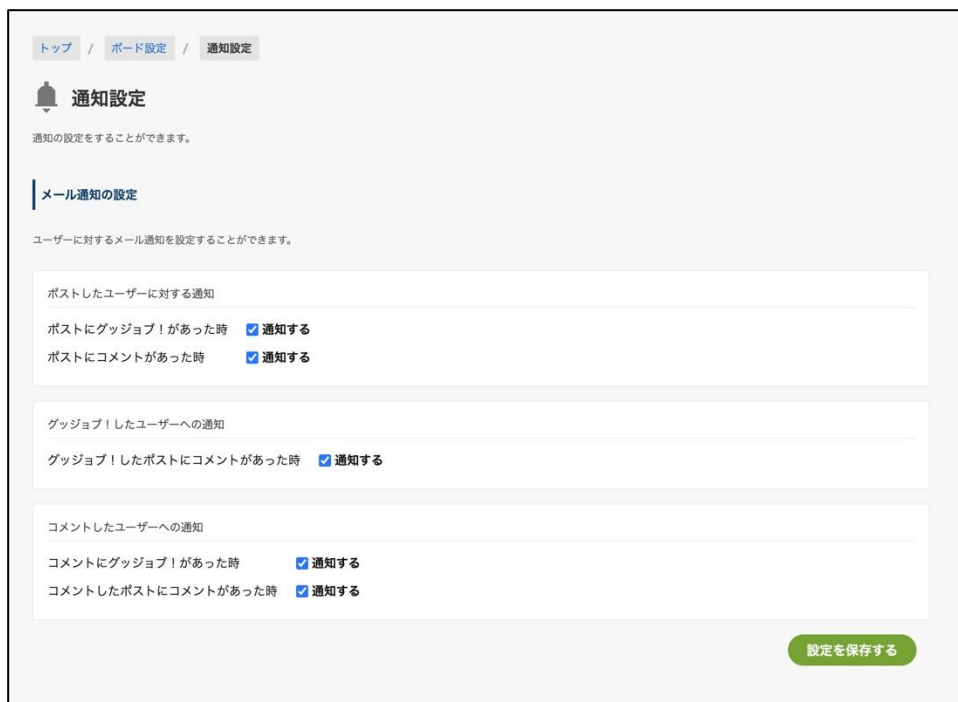 トップ / ボード設定 / 通知設定
通知設定
通知の設定をすることができます。
メール通知の設定
ユーザーに対するメール通知を設定することができます。
ポストしたユーザーに対する通知
ポストにグッジョブ！があった時 通知する
ポストにコメントがあった時 通知する
グッジョブ！したユーザーへの通知
グッジョブ！したポストにコメントがあった時 通知する
コメントしたユーザーへの通知
コメントにグッジョブ！があった時 通知する
コメントしたポストにコメントがあった時 通知する
設定を保存する